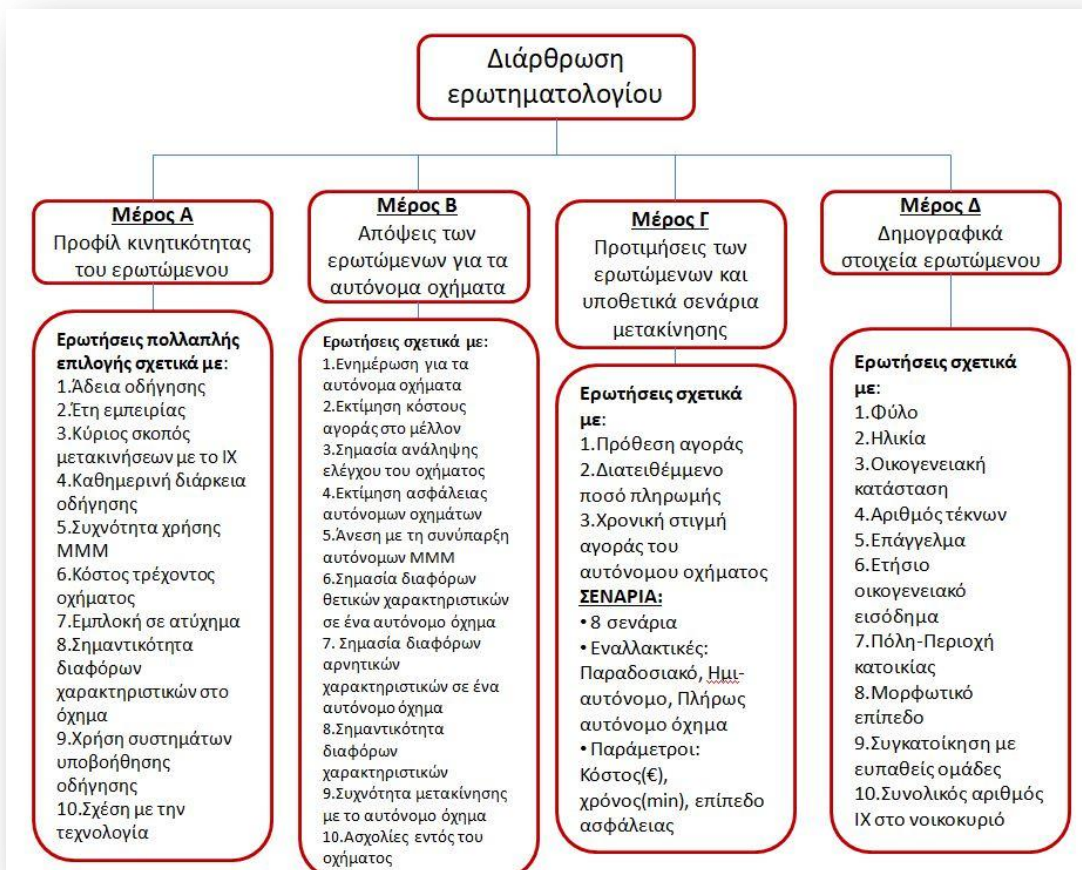 Διάρθρωση
ερωτηματολογίου
Μέρος Α
Προφίλ κινητικότητας
του ερωτώμενου
Ερωτήσεις πολλαπλής
επιλογής σχετικά με:
1.Άδεια οδήγησης
2.Έτη εμπειρίας
3.Κύριος σκοπός
μετακινήσεων με το ΙΧ
4.Καθημερινή διάρκεια
οδήγησης
5.Συχνότητα χρήσης
ΜΜΜ
6.Κόστος τρέχοντος
οχήματος
7.Εμπλοκή σε ατύχημα
8.Σημαντικότητα
διαφόρων
χαρακτηριστικών στο
όχημα
9.Χρήση συστημάτων
υποβοήθησης
οδήγησης
10.Σχέση με την
τεχνολογία
Μέρος Β
Απόψεις των
ερωτώμενων για τα
αυτόνομα οχήματα
Ερωτήσεις σχετικά με:
1.Ενημέρωση για τα
αυτόνομα οχήματα
2.Εκτίμηση κόστους
αγοράς στο μέλλον
3.Σημασία ανάληψης
ελέγχου του οχήματος
4.Εκτίμηση ασφάλειας
αυτόνομων οχημάτων
5.Άνεση με τη συνύπαρξη
αυτόνομων ΜΜΜ
6.Σημασία διαφόρων
θετικών χαρακτηριστικών
σε ένα αυτόνομο όχημα
7. Σημασία διαφόρων
αρνητικών
χαρακτηριστικών σε ένα
αυτόνομο όχημα
8.Σημαντικότητα
διαφόρων
χαρακτηριστικών
9.Συχνότητα μετακίνησης
με το αυτόνομο όχημα
10.Ασχολίες εντός του
οχήματος
Μέρος Γ
Προτιμήσεις των
ερωτώμενων και
υποθετικά σενάρια
μετακίνησης
Ερωτήσεις σχετικά
με:
1.Πρόθεση αγοράς
2.Διατειθέμμενο
ποσό πληρωμής
3.Χρονική στιγμή
αγοράς του
αυτόνομου οχήματος
ΣΕΝΑΡΙΑ:
• 8 σενάρια
• Εναλλακτικές:
Παραδοσιακό, Ημι-
αυτόνομο, Πλήρως
αυτόνομο όχημα
• Παράμετροι:
Κόστος(€),
χρόνος(min), επίπεδο
ασφάλειας
Μέρος Δ
Δημογραφικά
στοιχεία ερωτώμενου
Ερωτήσεις σχετικά
με:
1.Φύλο
2.Ηλικία
3.Οικογενειακή
κατάσταση
4.Αριθμός τέκνων
5.Επάγγελμα
6.Ετήσιο
οικογενειακό
εισόδημα
7.Πόλη-Περιοχή
κατοικίας
8.Μορφωτικό
επίπεδο
9.Συγκατοίκηση με
ευπαθείς ομάδες
10.Συνολικός αριθμός
ΙΧ στο νοικοκυριό